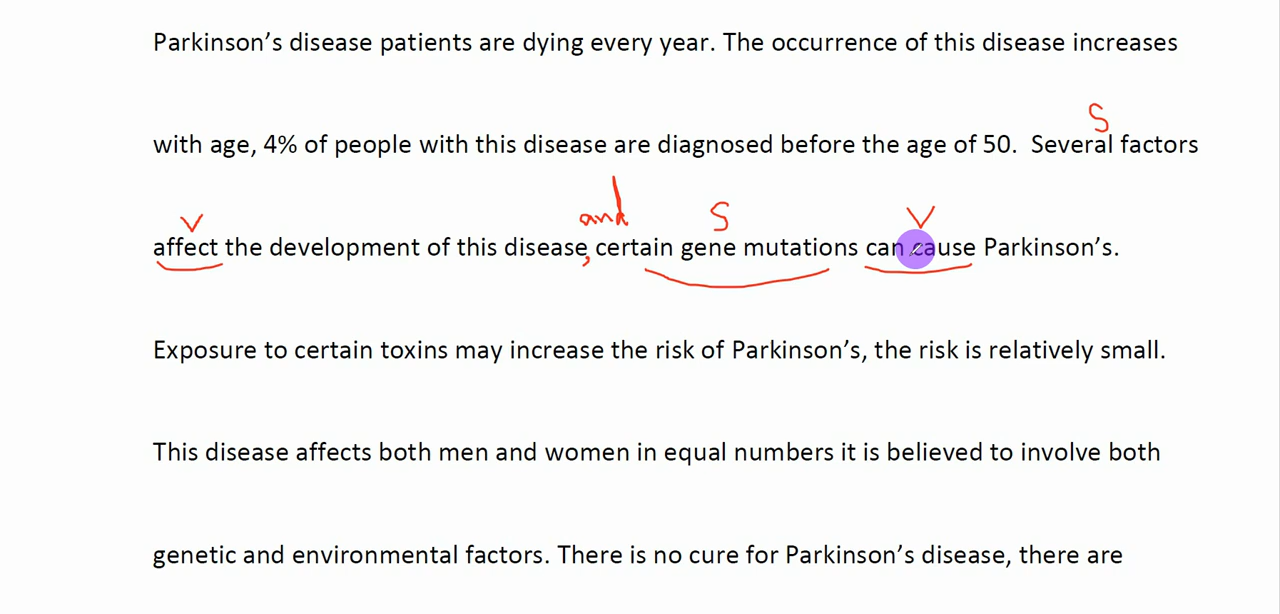 Parkinson’s disease patients are dying every year. The occurrence of this disease increases
S
with age, 4% of people with this disease are diagnosed before the age of 50.  Several factors
V and S V
affect the development of this disease, certain gene mutations can cause Parkinson’s.
Exposure to certain toxins may increase the risk of Parkinson’s, the risk is relatively small.
This disease affects both men and women in equal numbers it is believed to involve both
genetic and environmental factors. There is no cure for Parkinson’s disease, there are